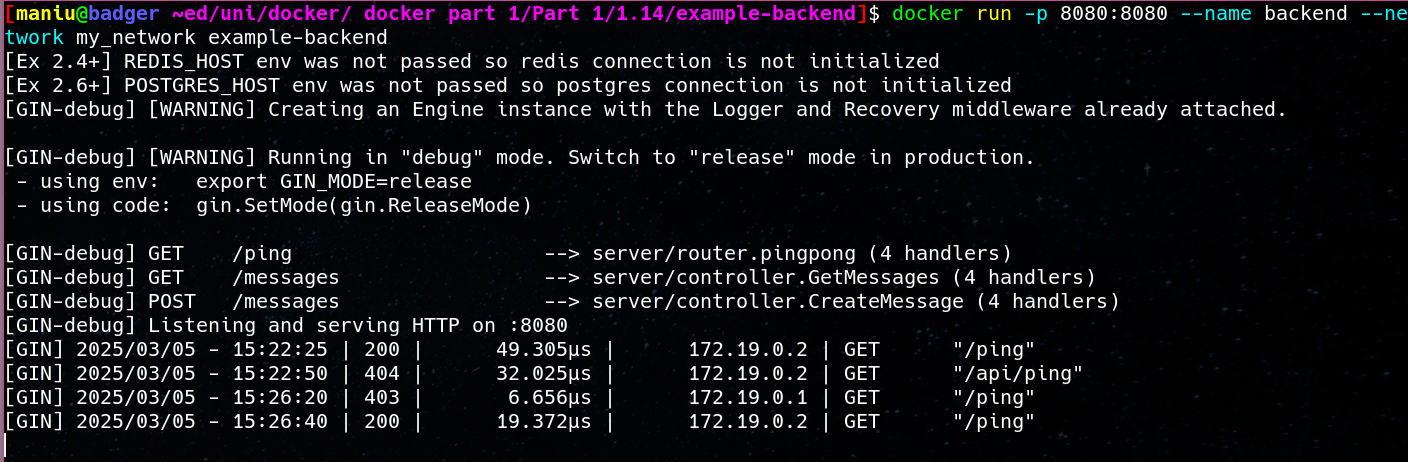 [maniu@badger ~ed/uni/docker/ docker part 1/Part 1/1.14/example-backend]$ docker run -p 8080:8080 --name backend --ne
twork my_network example-backend
[Ex 2.4+] REDIS_HOST env was not passed so redis connection is not initialized
[Ex 2.6+] POSTGRES_HOST env was not passed so postgres connection is not initialized
[GIN-debug] [WARNING] Creating an Engine instance with the Logger and Recovery middleware already attached.
[GIN-debug] [WARNING] Running in "debug" mode. Switch to "release" mode in production.
 - using env:   export GIN_MODE=release
 - using code:  gin.SetMode(gin.ReleaseMode)
[GIN-debug] GET    /ping                     --> server/router.pingpong (4 handlers)
[GIN-debug] GET    /messages                 --> server/controller.GetMessages (4 handlers)
[GIN-debug] POST   /messages                 --> server/controller.CreateMessage (4 handlers)
[GIN-debug] Listening and serving HTTP on :8080
[GIN] 2025/03/05 - 15:22:25 | 200 |      49.305µs |      172.19.0.2 | GET      "/ping"
[GIN] 2025/03/05 - 15:22:50 | 404 |      32.025µs |      172.19.0.2 | GET      "/api/ping"
[GIN] 2025/03/05 - 15:26:20 | 403 |       6.656µs |      172.19.0.1 | GET      "/ping"
[GIN] 2025/03/05 - 15:26:40 | 200 |      19.372µs |      172.19.0.2 | GET      "/ping"